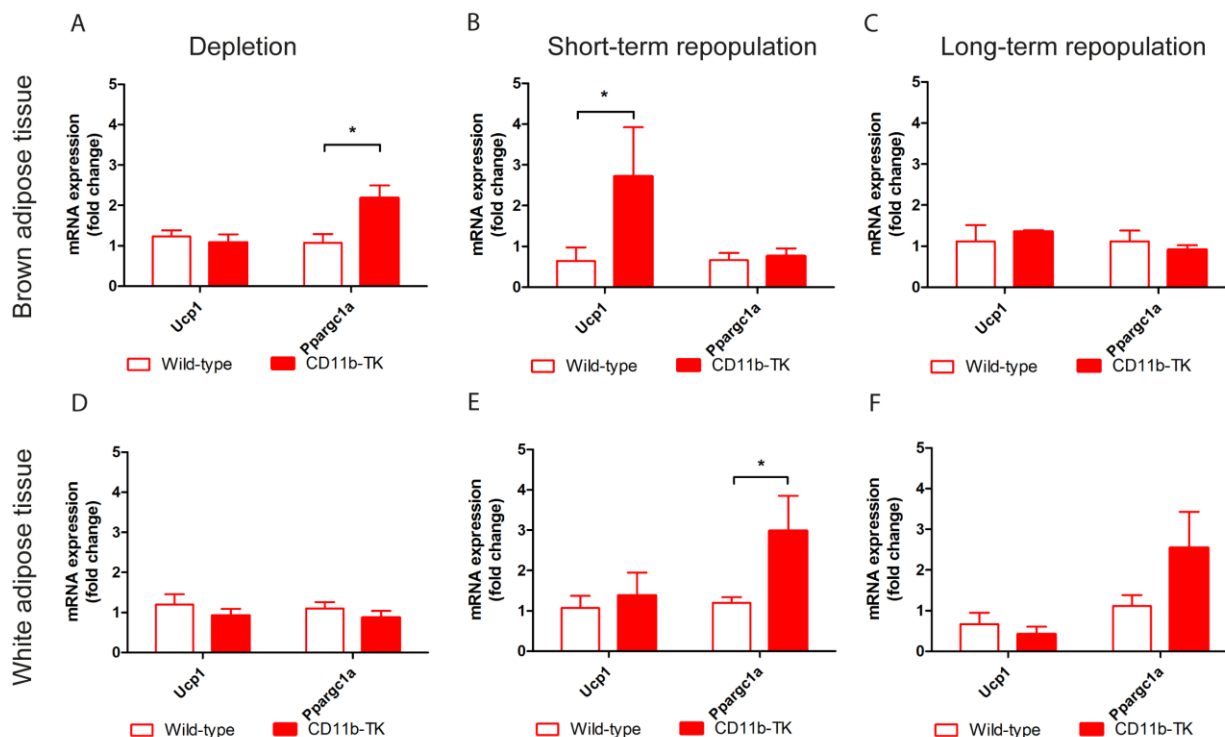 A
Depletion
B
Short-term repopulation
C
Long-term repopulation
Brown adipose tissue
mRNA expression
(fold change)
5
4
3
2
1
0
*
Ucp1
Ppargc1a
Wild-type
CD11b-TK
mRNA expression
(fold change)
5
4
3
2
1
0
*
Ucp1
Ppargc1a
Wild-type
CD11b-TK
mRNA expression
(fold change)
5
4
3
2
1
0
Ucp1
Ppargc1a
Wild-type
CD11b-TK
White adipose tissue
D
mRNA expression
(fold change)
5
4
3
2
1
0
Ucp1
Ppargc1a
Wild-type
CD11b-TK
E
mRNA expression
(fold change)
5
4
3
2
1
0
*
Ucp1
Ppargc1a
Wild-type
CD11b-TK
F
mRNA expression
(fold change)
5
4
3
2
1
0
Ucp1
Ppargc1a
Wild-type
CD11b-TK